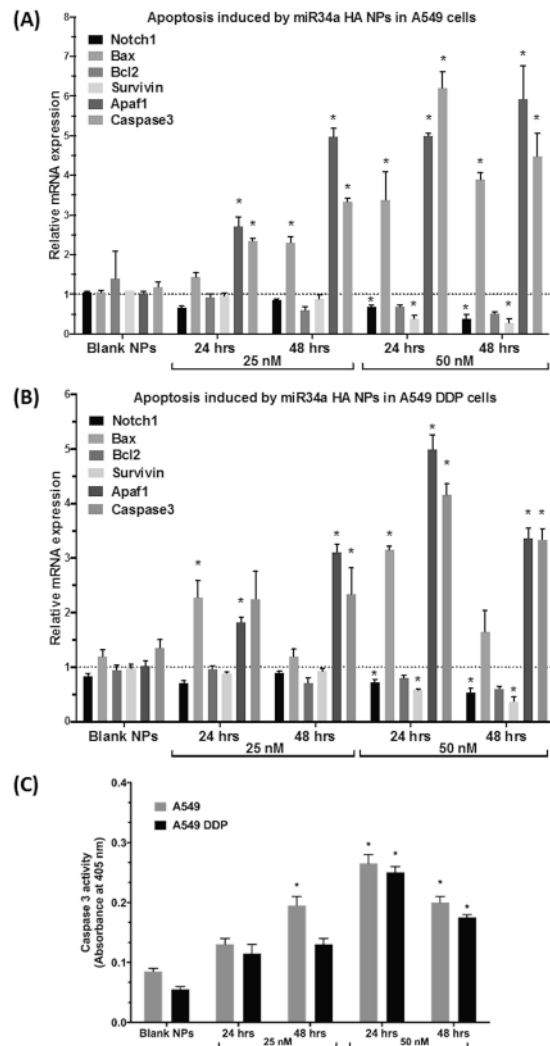 (A)
Apoptosis induced by miR34a HA NPs in A549 cells
Notch1
Bax
Bcl2
Survivin
Apaf1
Caspase3
Relative mRNA expression
8
7
6
5
4
3
2
1
0
* * * * * * * * * * * * * * * *
Blank NPs 24 hrs 48 hrs 24 hrs 48 hrs
25 nM 50 nM
(B)
Apoptosis induced by miR34a HA NPs in A549 DDP cells
Notch1
Bax
Bcl2
Survivin
Apaf1
Caspase3
Relative mRNA expression
6
5
4
3
2
1
0
* * * * * * * * * * * * *
Blank NPs 24 hrs 48 hrs 24 hrs 48 hrs
25 nM 50 nM
(C)
A549
A549 DDP
Caspase 3 activity
(Absorbance at 405 nm)
0.4
0.3
0.2
0.1
0.0
* * * * *
Blank NPs 24 hrs 48 hrs 24 hrs 48 hrs
25 nM 50 nM